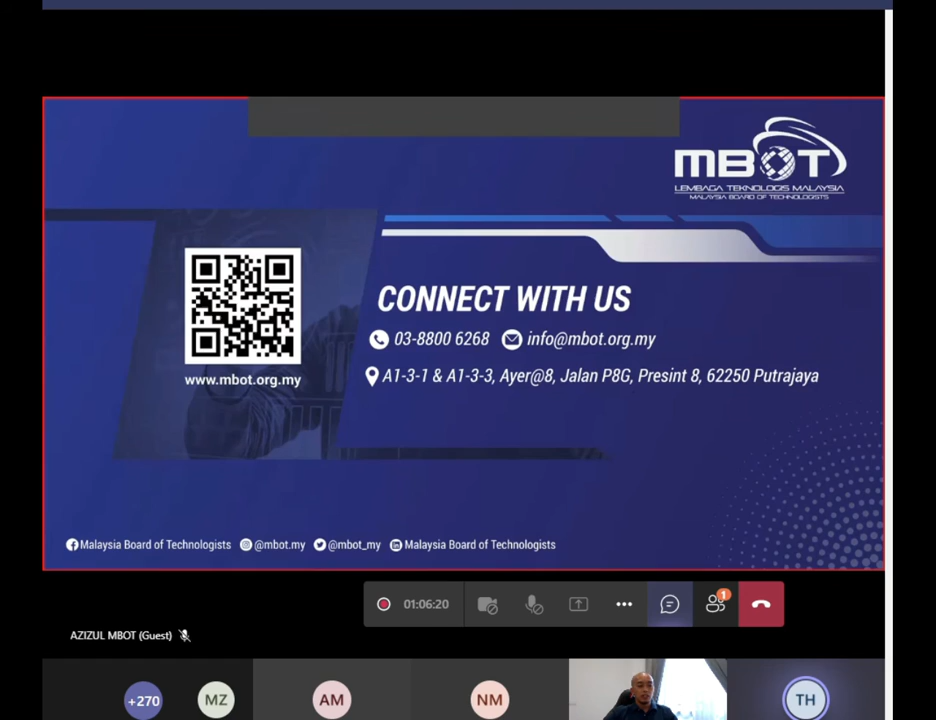 MBOT
LEMBAGA TEKNOLOGIS MALAYSIA
MALAYSIA BOARD OF TECHNOLOGISTS
www.mbot.org.my
CONNECT WITH US
03-8800 6268 info@mbot.org.my
A1-3-1 & A1-3-3, Ayer@8, Jalan P8G, Presint 8, 62250 Putrajaya
Malaysia Board of Technologists @mbot.my @mbot_my Malaysia Board of Technologists
01:06:20 1
AZIZUL MBOT (Guest)
+270 MZ AM NM TH